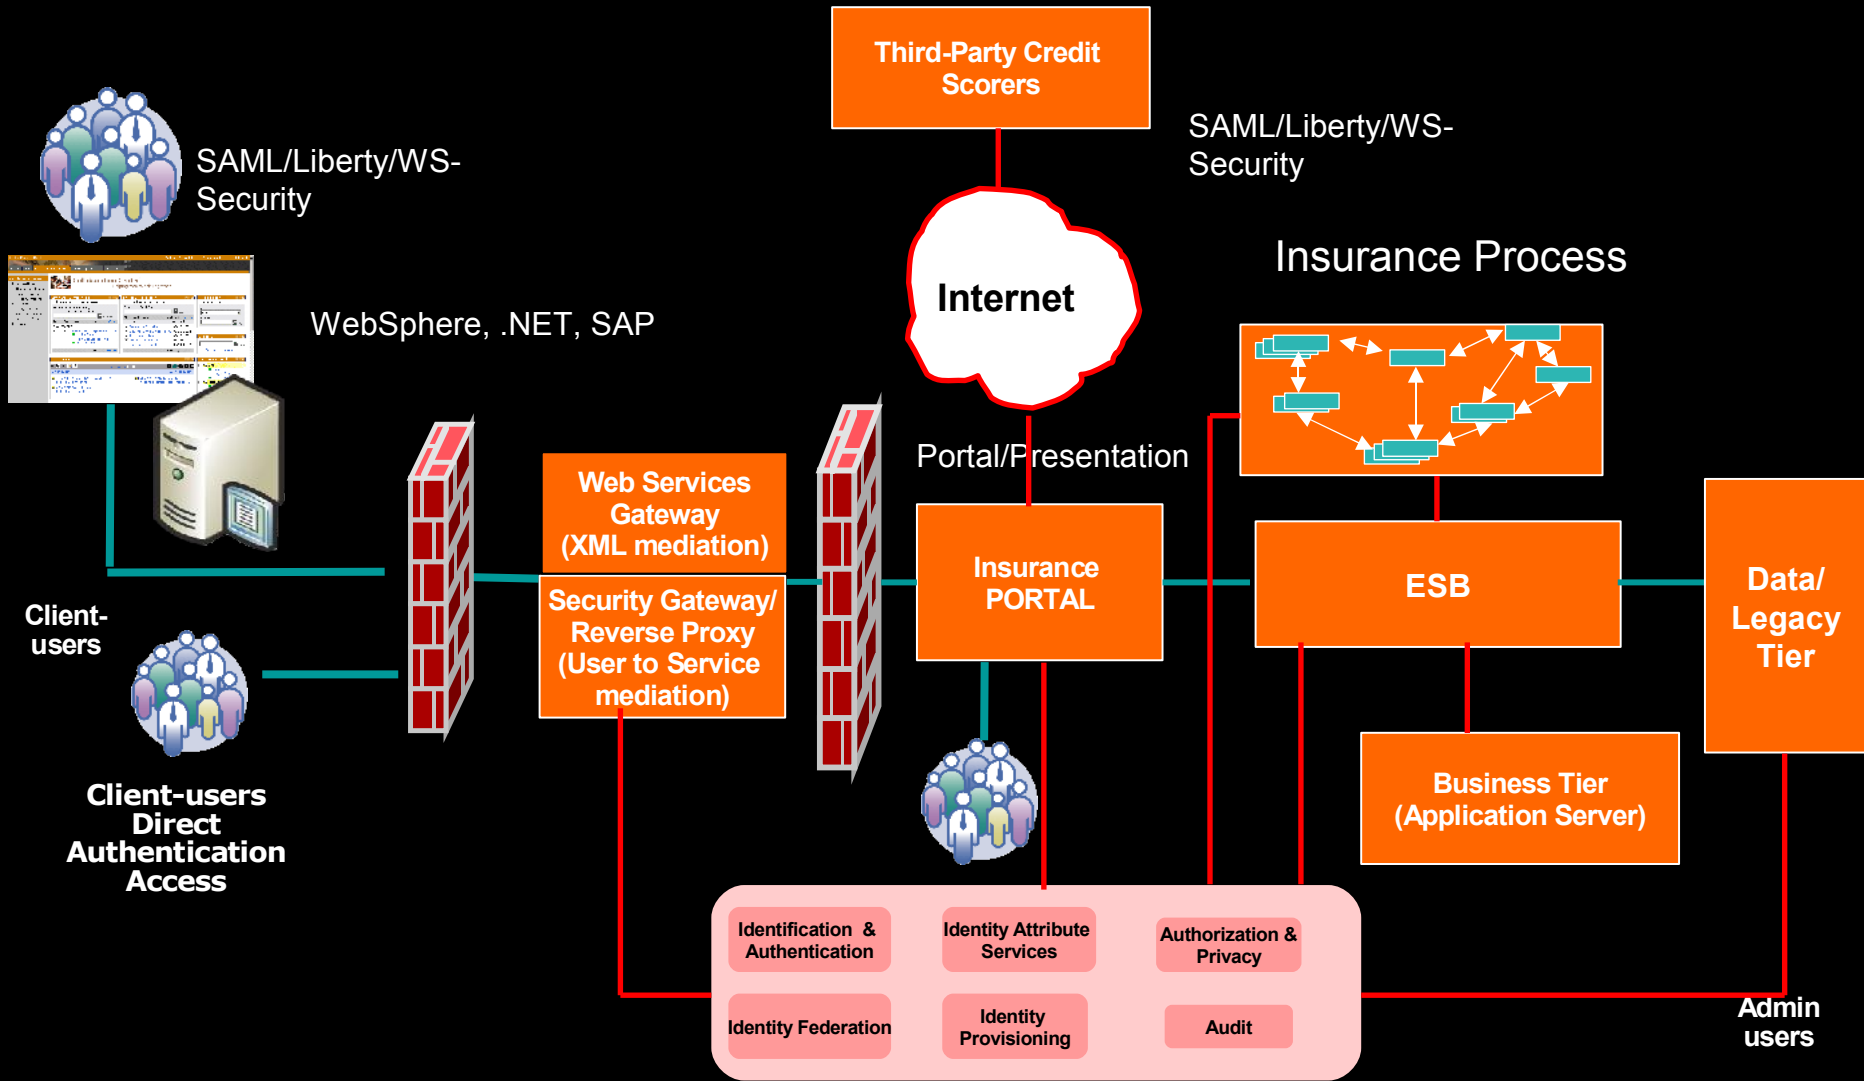 Third-Party Credit
Scorers
SAML/Liberty/WS-
Security
SAML/Liberty/WS-
Security
Insurance Process
Internet
WebSphere, .NET, SAP
Portal/Presentation
Web Services
Gateway
(XML mediation)
Security Gateway/
Reverse Proxy
(User to Service
mediation)
Insurance
PORTAL
ESB
Data/
Legacy
Tier
Client-
users
Client-users
Direct
Authentication
Access
Business Tier
(Application Server)
Identification &
Authentication
Identity Attribute
Services
Authorization &
Privacy
Identity Federation
Identity
Provisioning
Audit
Admin
users